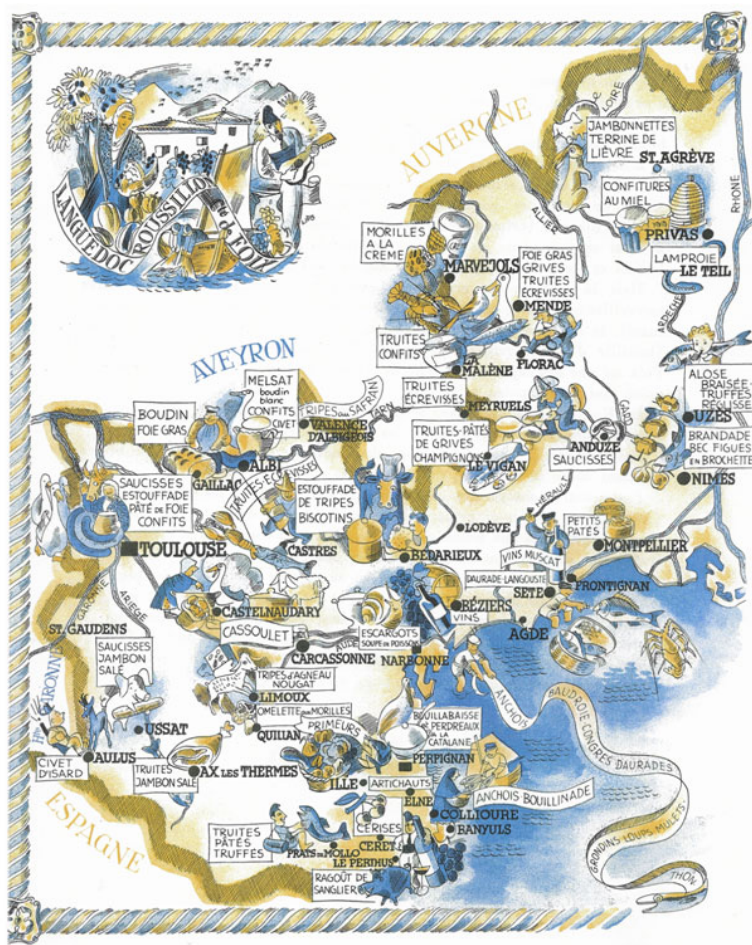 LANGUEDOC
ROUSSILLON
FOIX
AUVERGNE
LOIRE
ALLIER
RHONE
JAMBONNETTES
TERRINE DE
LIÈVRE
ST. AGRÈVE
CONFITURES
AU MIEL
PRIVAS
LAMPROIE
LE TEIL
ARDÈCHE
MORILLES
A LA
CREME
MARVEJOLS
FOIE GRAS
GRIVES
TRUITES
ÉCREVISSES
MENDE
TRUITES
CONFITS
LA
MALÈNE
FLORAC
AVEYRON
MELSAT
boudin
blanc
CONFITS
CIVET
BOUDIN
FOIE GRAS
TRIPES au SAFRAN
TARN
VALENCE
D'ALBIGEOIS
ALBI
GAILLAC
TRUITES
ÉCREVISSES
MEYRUELS
TRUITES-PÂTÉS
DE GRIVES
CHAMPIGNONS
LE VIGAN
GARD
ANDUZE
SAUCISSES
ALOSE
BRAISÉE
TRUFFES
RÉGLISSE
UZÈS
BRANDADE
BEC FIGUES
EN BROCHETTE
NIMES
SAUCISSES
ESTOUFFADE
PÂTÉ DE FOIE
CONFITS
TOULOUSE
TRUITES-ÉCREVISSES
CASTRES
ESTOUFFADE
DE TRIPES
BISCOTINS
BEDARIEUX
LODÈVE
HÉRAULT
VINS MUSCAT
PETITS
PATÉS
MONTPELLIER
FRONTIGNAN
DAURADE-LANGOUSTE
SETE
BÉZIERS
VINS
AGDE
GARONNE
ARIEGE
ST. GAUDENS
CASTELNAUDARY
CASSOULET
AUDE
CARCASSONNE
ESCARGOTS
SOUPE DE POISSON
NARBONNE
SAUCISSES
JAMBON
SALÉ
USSAT
TRIPES d'AGNEAU
NOUGAT
LIMOUX
OMELETTE aux MORILLES
QUILLAN
PRIMEURS
BOUILLABAISSE
PERDREAUX
à la
CATALANE
PERPIGNAN
CIVET
D'ISARD
AULUS
TRUITES
JAMBON SALÉ
AX LES THERMES
ILLE
ARTICHAUTS
ELNE
ANCHOIS BOUILLINADE
COLLIOURE
BANYULS
ESPAGNE
TRUITES
PÂTÉS
TRUFFÉS
PRATS de MOLLO
CERISES
CERET
LE PERTHUS
RAGOÛT DE
SANGLIER
ANCHOIS
BAUDROIE CONGRES DAURADES
GRONDINS-LOUPS-MULETS
THON